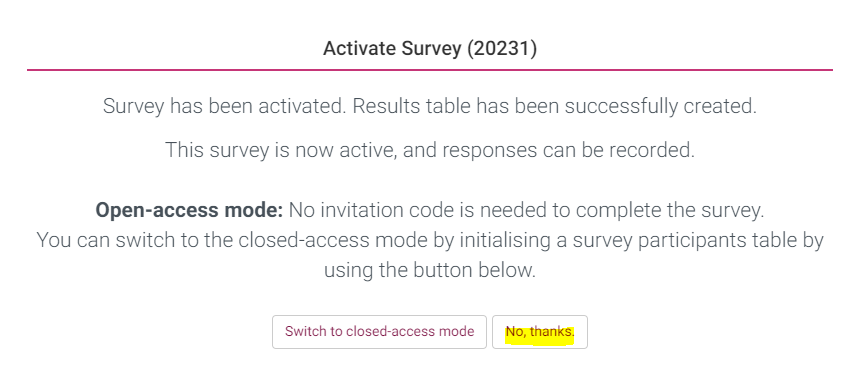 Activate Survey (20231)
Survey has been activated. Results table has been successfully created.
This survey is now active, and responses can be recorded.
Open-access mode: No invitation code is needed to complete the survey.
You can switch to the closed-access mode by initialising a survey participants table by
using the button below.
Switch to closed-access mode
No, thanks.